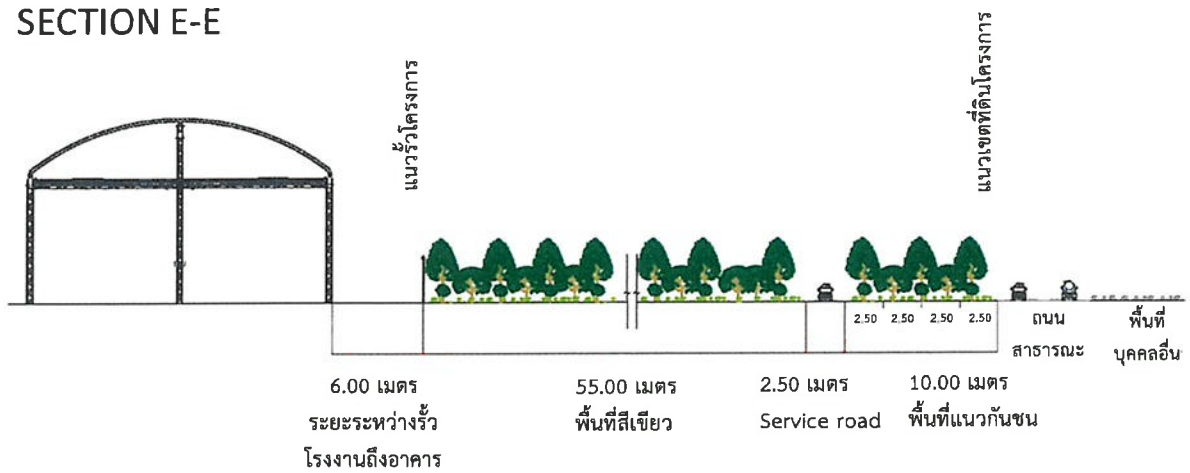 SECTION E-E
แนวรั้วโครงการ
แนวเขตที่ดินโครงการ
2.50 2.50 2.50 2.50
ถนน
สาธารณะ
พื้นที่
บุคคลอื่น
6.00 เมตร
ระยะระหว่างรั้ว
โรงงานถึงอาคาร
55.00 เมตร
พื้นที่สีเขียว
2.50 เมตร
Service road
10.00 เมตร
พื้นที่แนวกันชน